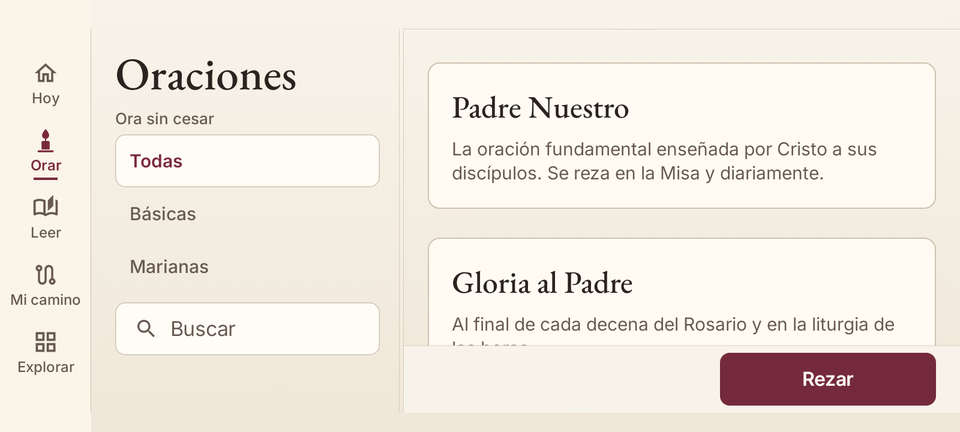 Hoy
Orar
Leer
Mi camino
Explorar
Oraciones
Ora sin cesar
Todas
Básicas
Marianas
Buscar
Padre Nuestro
La oración fundamental enseñada por Cristo a sus
discípulos. Se reza en la Misa y diariamente.
Gloria al Padre
Al final de cada decena del Rosario y en la liturgia de
Rezar